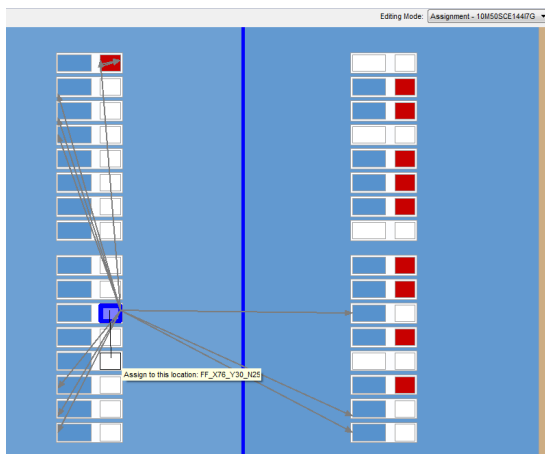 Editing Mode: Assignment - 10M50SCE144I7G
Assign to this location: FF_X76_Y30_N25